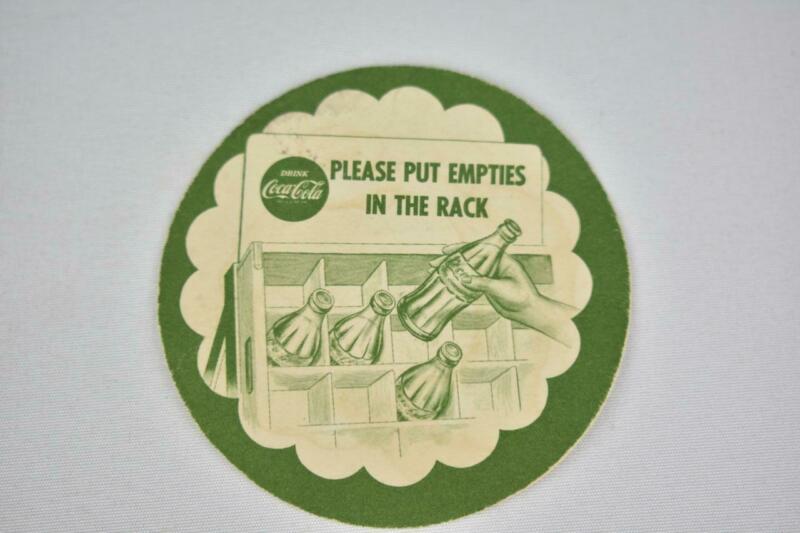 DRINK
Coca-Cola
PLEASE PUT EMPTIES
IN THE RACK